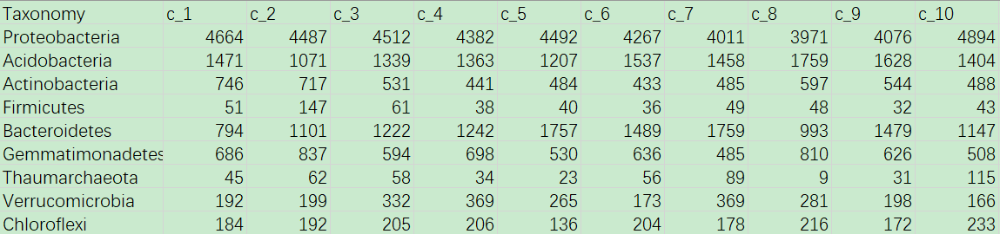 Taxonomy c_1 c_2 c_3 c_4 c_5 c_6 c_7 c_8 c_9 c_10
Proteobacteria 4664 4487 4512 4382 4492 4267 4011 3971 4076 4894
Acidobacteria 1471 1071 1339 1363 1207 1537 1458 1759 1628 1404
Actinobacteria 746 717 531 441 484 433 485 597 544 488
Firmicutes 51 147 61 38 40 36 49 48 32 43
Bacteroidetes 794 1101 1222 1242 1757 1489 1759 993 1479 1147
Gemmatimonadetes 686 837 594 698 530 636 485 810 626 508
Thaumarchaeota 45 62 58 34 23 56 89 9 31 115
Verrucomicrobia 192 199 332 369 265 173 369 281 198 166
Chloroflexi 184 192 205 206 136 204 178 216 172 233